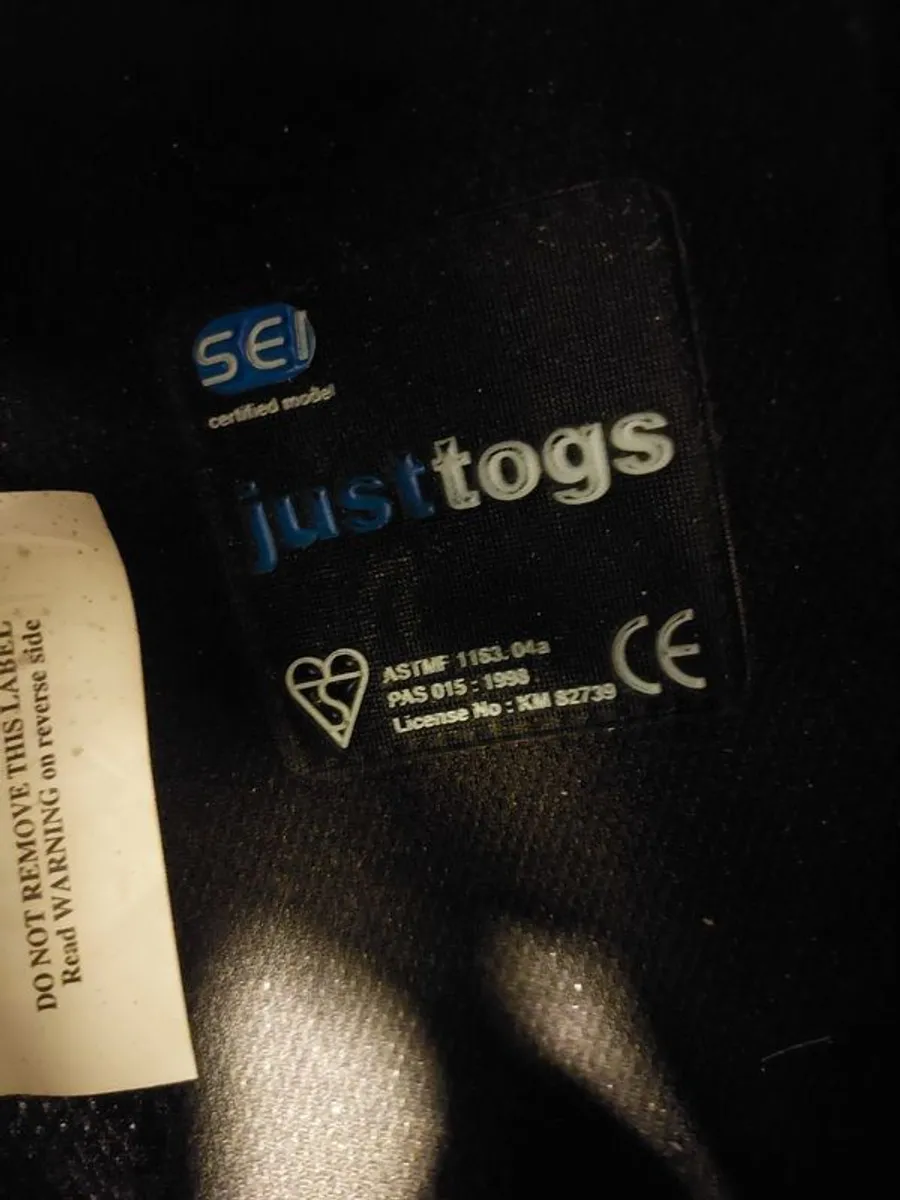 SEI
certified model
justtogs
ASTMF 1163-04a
PAS 015 : 1998
License No : KM 82739
CE
DO NOT REMOVE THIS LABEL
Read WARNING on reverse side